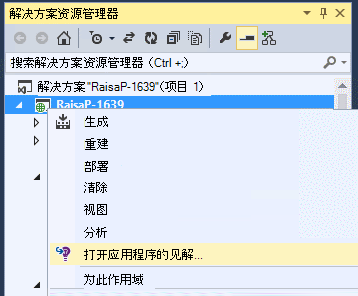 解决方案资源管理器
搜索解决方案资源管理器（Ctrl +;）
解决方案"RaisaP-1639"(项目 1)
RaisaP-1639
生成
重建
部署
清除
视图
分析
打开应用程序的见解...
为此作用域